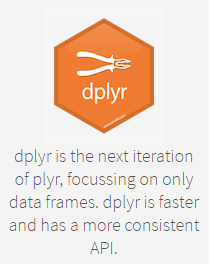 dplyr
dplyr is the next iteration
of plyr, focussing on only
data frames. dplyr is faster
and has a more consistent
API.